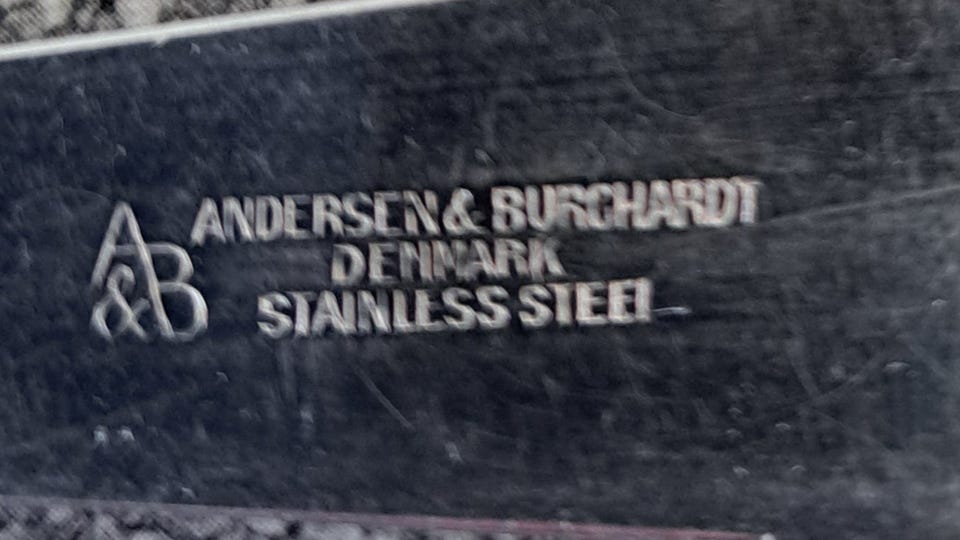 A&B
ANDERSEN & BURCHARDT
DENMARK
STAINLESS STEEL